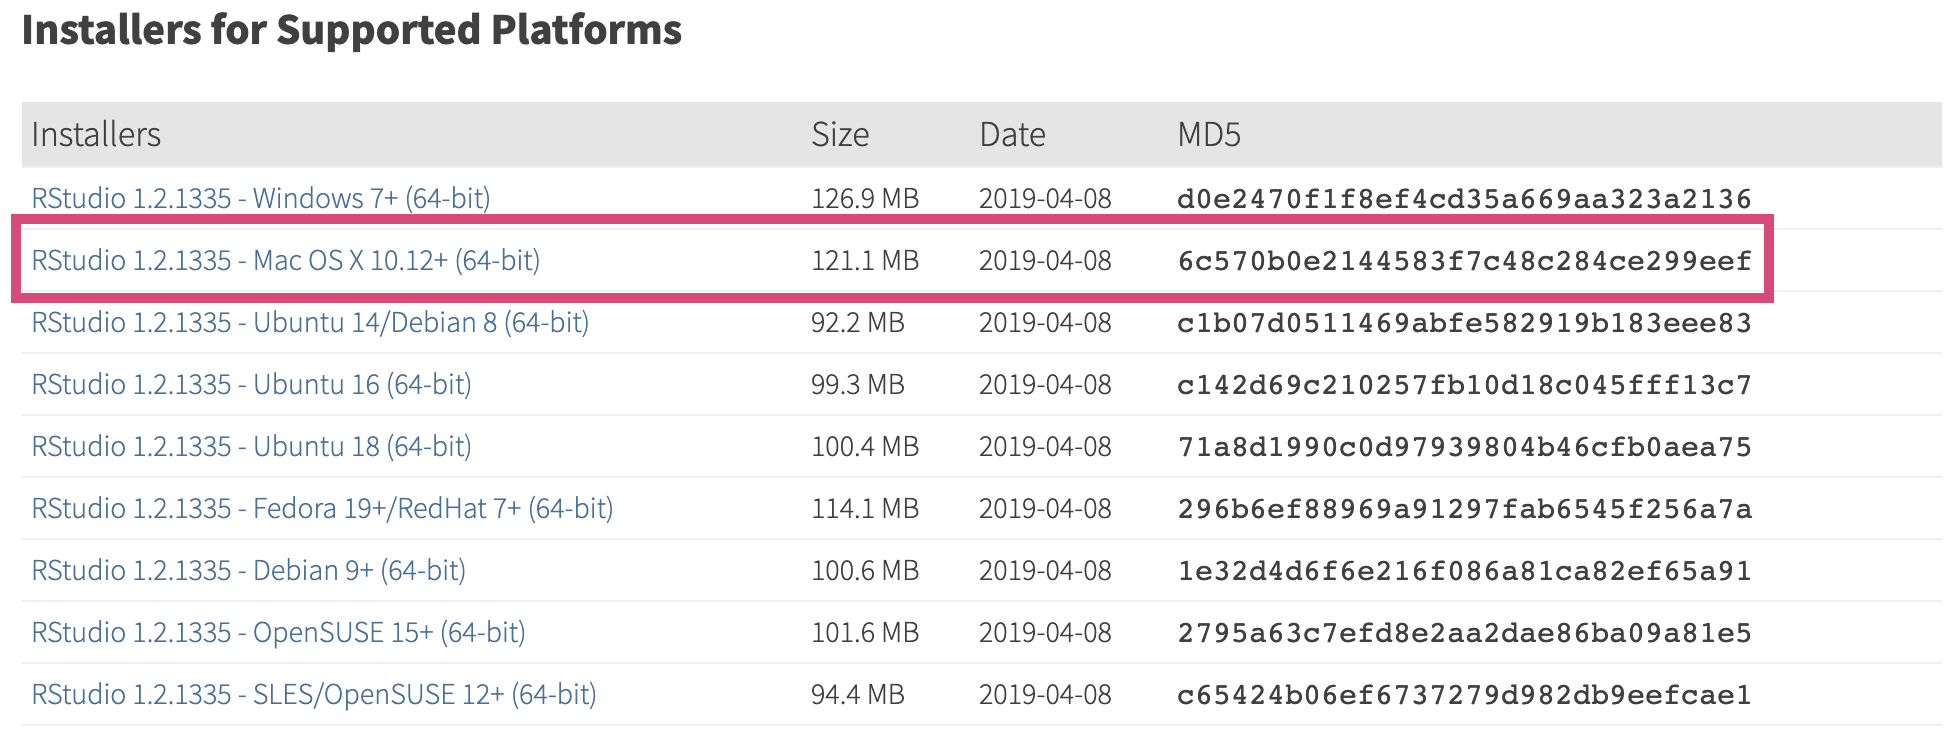 Installers for Supported Platforms
Installers Size Date MD5
RStudio 1.2.1335 - Windows 7+ (64-bit) 126.9 MB 2019-04-08 d0e2470f1f8ef4cd35a669aa323a2136
RStudio 1.2.1335 - Mac OS X 10.12+ (64-bit) 121.1 MB 2019-04-08 6c570b0e2144583f7c48c284ce299eef
RStudio 1.2.1335 - Ubuntu 14/Debian 8 (64-bit) 92.2 MB 2019-04-08 c1b07d0511469abfe582919b183eee83
RStudio 1.2.1335 - Ubuntu 16 (64-bit) 99.3 MB 2019-04-08 c142d69c210257fb10d18c045fff13c7
RStudio 1.2.1335 - Ubuntu 18 (64-bit) 100.4 MB 2019-04-08 71a8d1990c0d97939804b46cfb0aea75
RStudio 1.2.1335 - Fedora 19+/RedHat 7+ (64-bit) 114.1 MB 2019-04-08 296b6ef88969a91297fab6545f256a7a
RStudio 1.2.1335 - Debian 9+ (64-bit) 100.6 MB 2019-04-08 1e32d4d6f6e216f086a81ca82ef65a91
RStudio 1.2.1335 - OpenSUSE 15+ (64-bit) 101.6 MB 2019-04-08 2795a63c7efd8e2aa2dae86ba09a81e5
RStudio 1.2.1335 - SLES/OpenSUSE 12+ (64-bit) 94.4 MB 2019-04-08 c65424b06ef6737279d982db9eefcae1